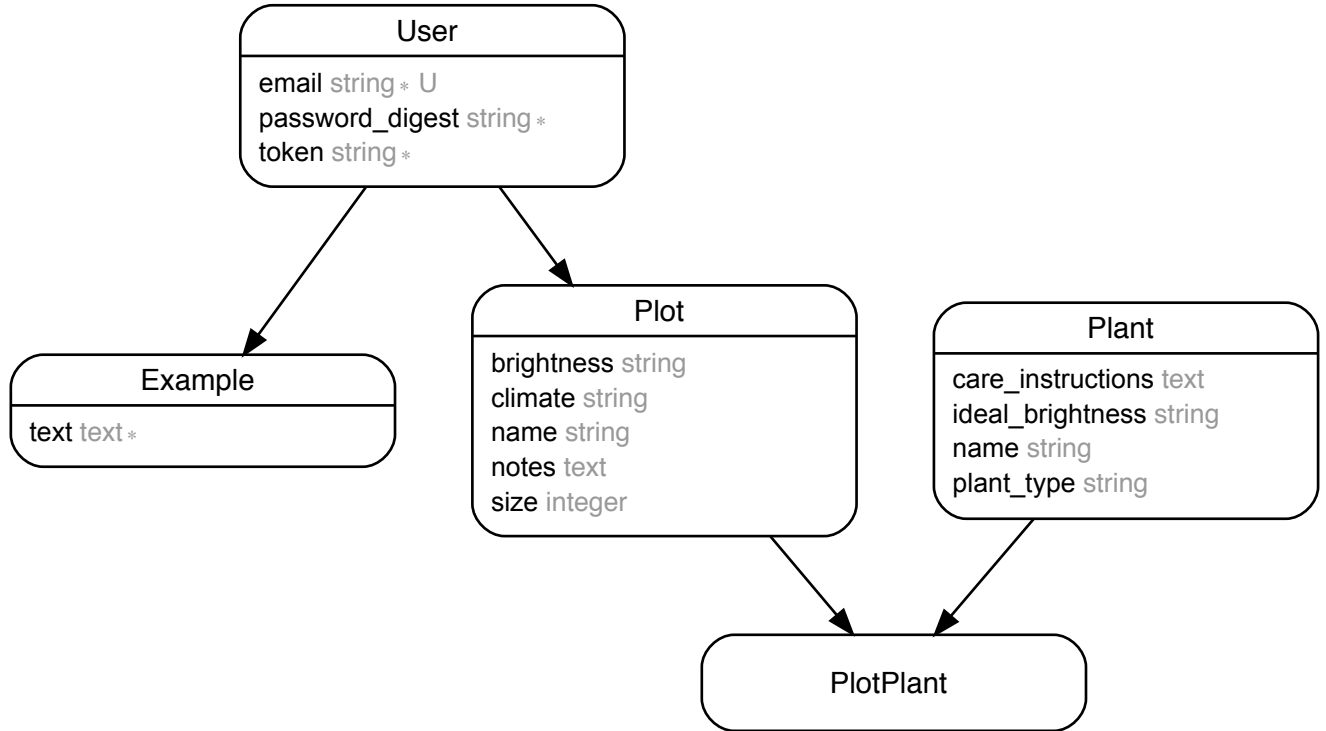 User
email string* U
password_digest string*
token string*
Example
text text*
Plot
brightness string
climate string
name string
notes text
size integer
Plant
care_instructions text
ideal_brightness string
name string
plant_type string
PlotPlant